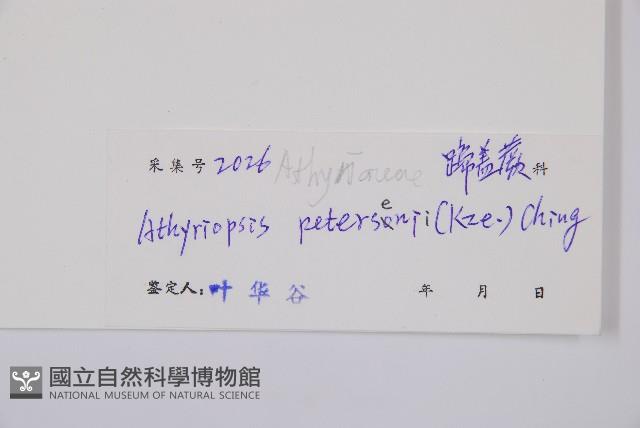 采集号 2026 Athyriaceae 蹄盖蕨 科
Athyriopsis petersenii (Kze.) Ching
鉴定人: 叶华谷 年 月 日
國立自然科學博物館
NATIONAL MUSEUM OF NATURAL SCIENCE